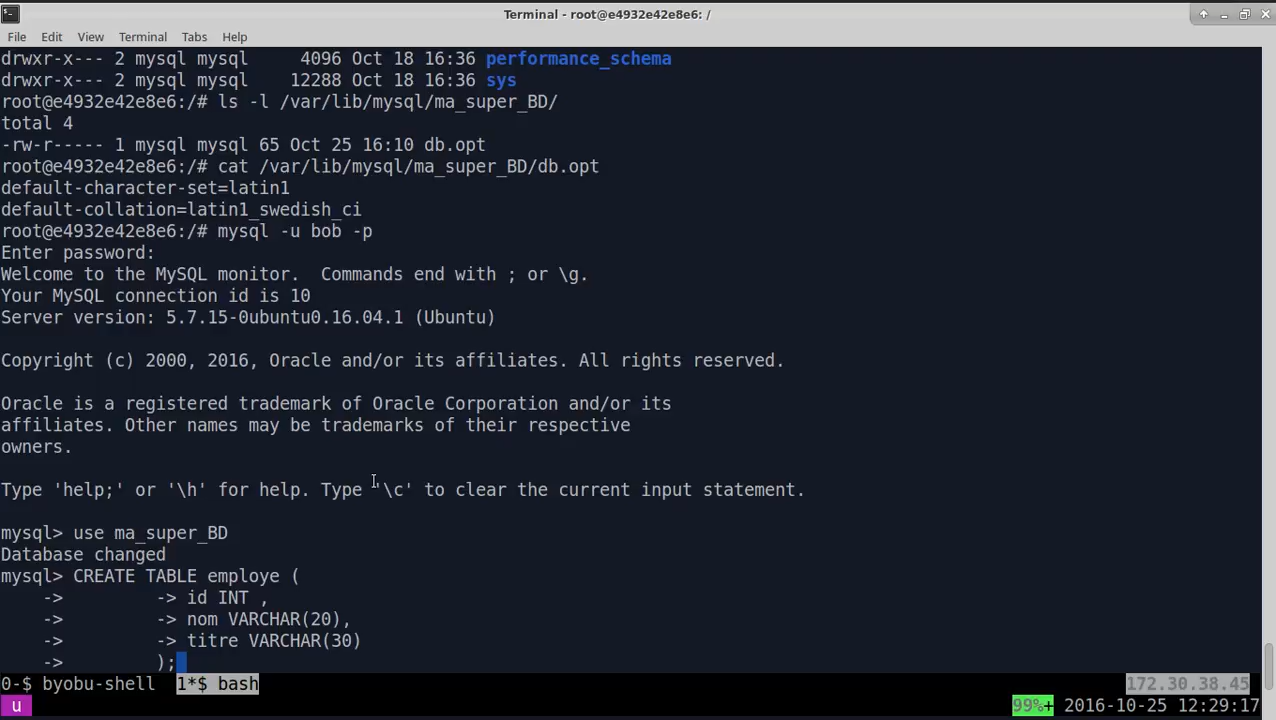 Terminal - root@e4932e42e8e6: /
File Edit View Terminal Tabs Help
drwxr-x--- 2 mysql mysql     4096 Oct 18 16:36 performance_schema
drwxr-x--- 2 mysql mysql    12288 Oct 18 16:36 sys
root@e4932e42e8e6:/# ls -l /var/lib/mysql/ma_super_BD/
total 4
-rw-r----- 1 mysql mysql 65 Oct 25 16:10 db.opt
root@e4932e42e8e6:/# cat /var/lib/mysql/ma_super_BD/db.opt
default-character-set=latin1
default-collation=latin1_swedish_ci
root@e4932e42e8e6:/# mysql -u bob -p
Enter password:
Welcome to the MySQL monitor.  Commands end with ; or \g.
Your MySQL connection id is 10
Server version: 5.7.15-0ubuntu0.16.04.1 (Ubuntu)
Copyright (c) 2000, 2016, Oracle and/or its affiliates. All rights reserved.
Oracle is a registered trademark of Oracle Corporation and/or its
affiliates. Other names may be trademarks of their respective
owners.
Type 'help;' or '\h' for help. Type '\c' to clear the current input statement.
mysql> use ma_super_BD
Database changed
mysql> CREATE TABLE employe (
    ->         -> id INT ,
    ->         -> nom VARCHAR(20),
    ->         -> titre VARCHAR(30)
    ->         );
0-$ byobu-shell  1*$ bash 172.30.38.45
u 99%+ 2016-10-25 12:29:17